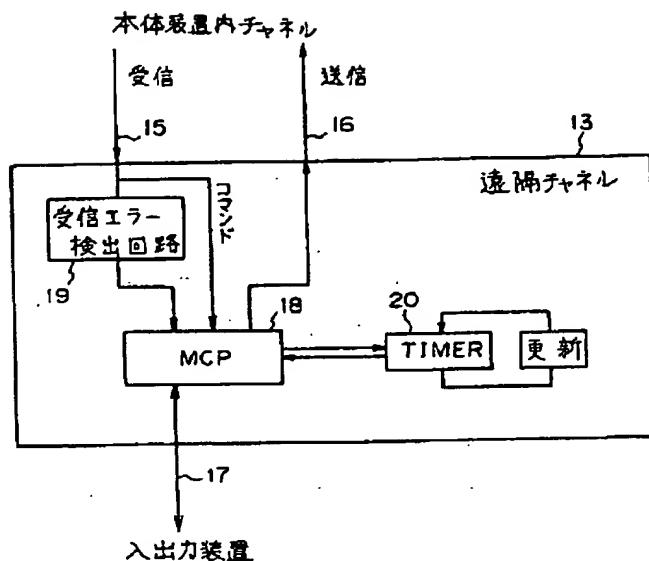 本体装置内チャネル
受信
送信
15
16
13
遠隔チャネル
コマンド
受信エラー
検出回路
19
18
20
MCP
TIMER
更新
17
入出力装置